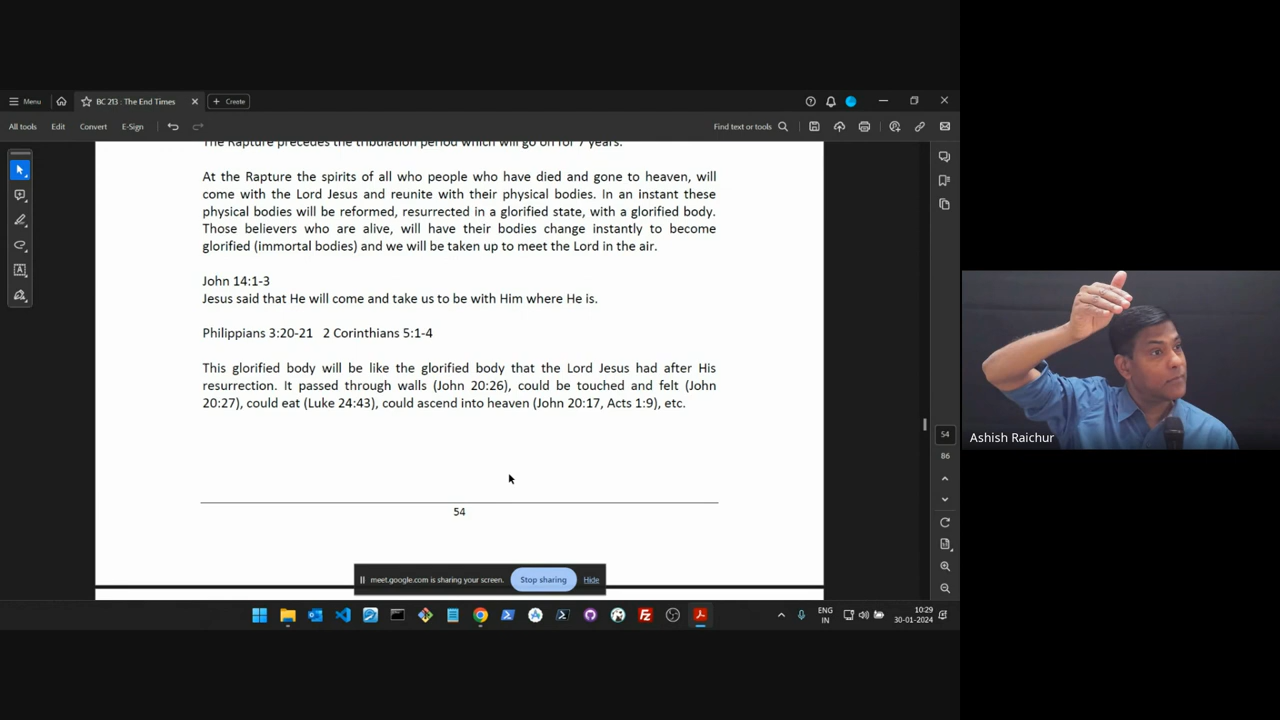 Menu
BC 213 : The End Times
Create
All tools
Edit
Convert
E-Sign
Find text or tools
The Rapture precedes the tribulation period which will go on for 7 years.
At the Rapture the spirits of all who people who have died and gone to heaven, will
come with the Lord Jesus and reunite with their physical bodies. In an instant these
physical bodies will be reformed, resurrected in a glorified state, with a glorified body.
Those believers who are alive, will have their bodies change instantly to become
glorified (immortal bodies) and we will be taken up to meet the Lord in the air.
John 14:1-3
Jesus said that He will come and take us to be with Him where He is.
Philippians 3:20-21 2 Corinthians 5:1-4
This glorified body will be like the glorified body that the Lord Jesus had after His
resurrection. It passed through walls (John 20:26), could be touched and felt (John
20:27), could eat (Luke 24:43), could ascend into heaven (John 20:17, Acts 1:9), etc.
54
54
86
meet.google.com is sharing your screen.
Stop sharing
Hide
ENG
IN
10:29
30-01-2024
Ashish Raichur